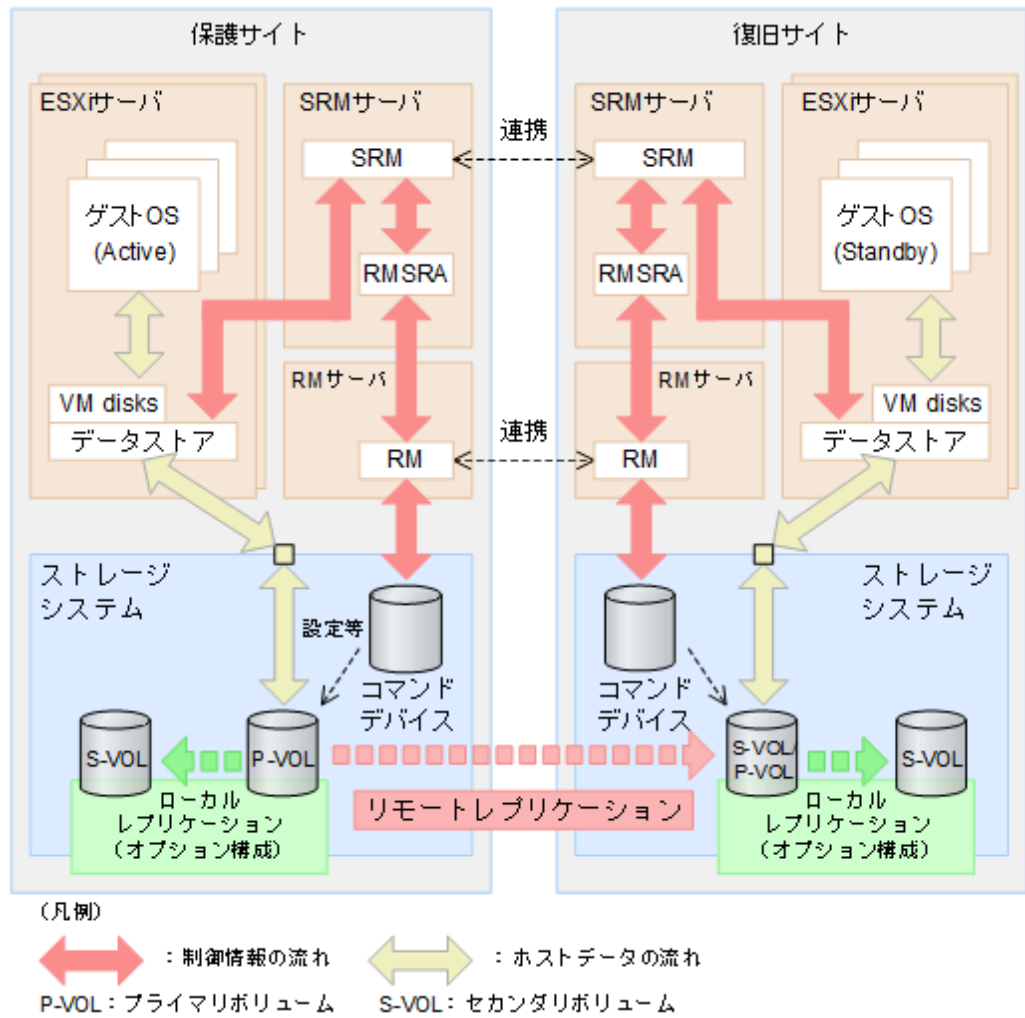 保護サイト
ESXiサーバ
ゲストOS
(Active)
VM disks
データストア
SRMサーバ
SRM
RMSRA
RMサーバ
RM
ストレージ
システム
設定等
コマンド
デバイス
S-VOL
P-VOL
ローカル
レプリケーション
(オプション構成)
連携
連携
リモートレプリケーション
復旧サイト
SRMサーバ
SRM
RMSRA
RMサーバ
RM
ESXiサーバ
ゲストOS
(Standby)
VM disks
データストア
ストレージ
システム
コマンド
デバイス
S-VOL/
P-VOL
S-VOL
ローカル
レプリケーション
(オプション構成)
(凡例)
:制御情報の流れ
:ホストデータの流れ
P-VOL:プライマリボリューム
S-VOL:セカンダリボリューム